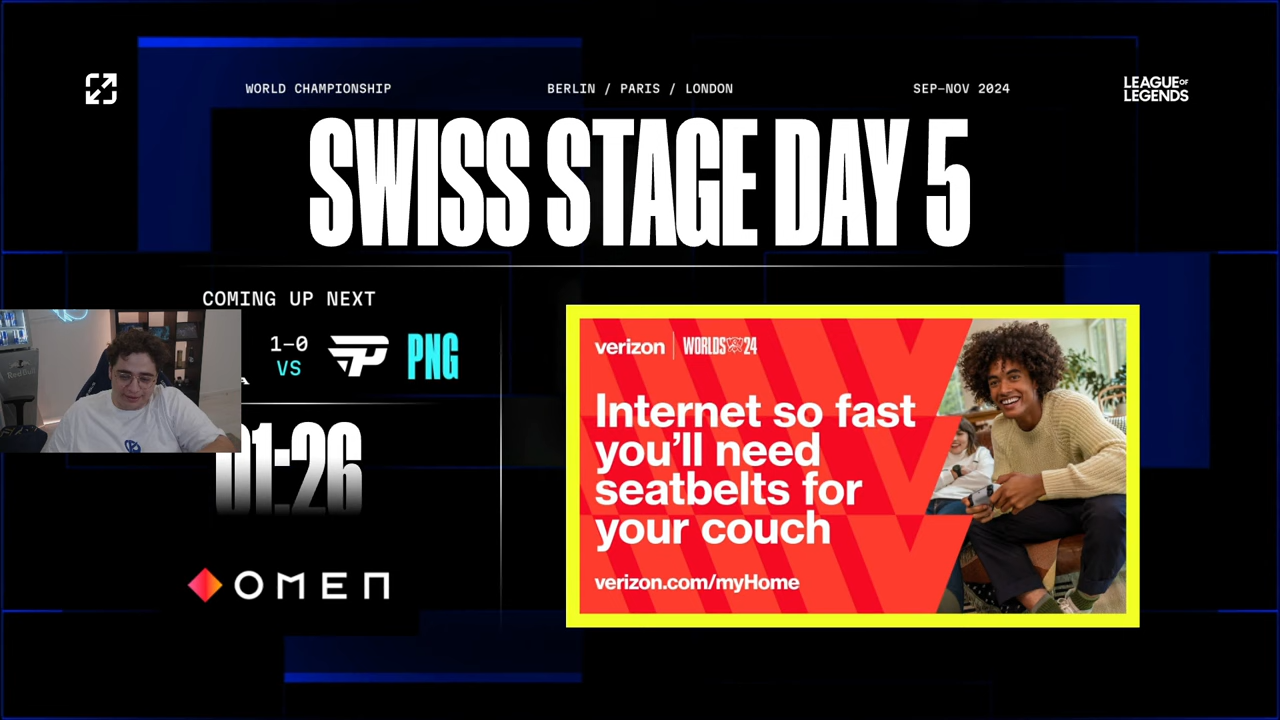 WORLD CHAMPIONSHIP
BERLIN / PARIS / LONDON
SEP–NOV 2024
LEAGUE OF
LEGENDS
SWISS STAGE DAY 5
COMING UP NEXT
1–0
VS
PNG
01:26
OMEN
verizon | WORLDS 24
Internet so fast
you'll need
seatbelts for
your couch
verizon.com/myHome